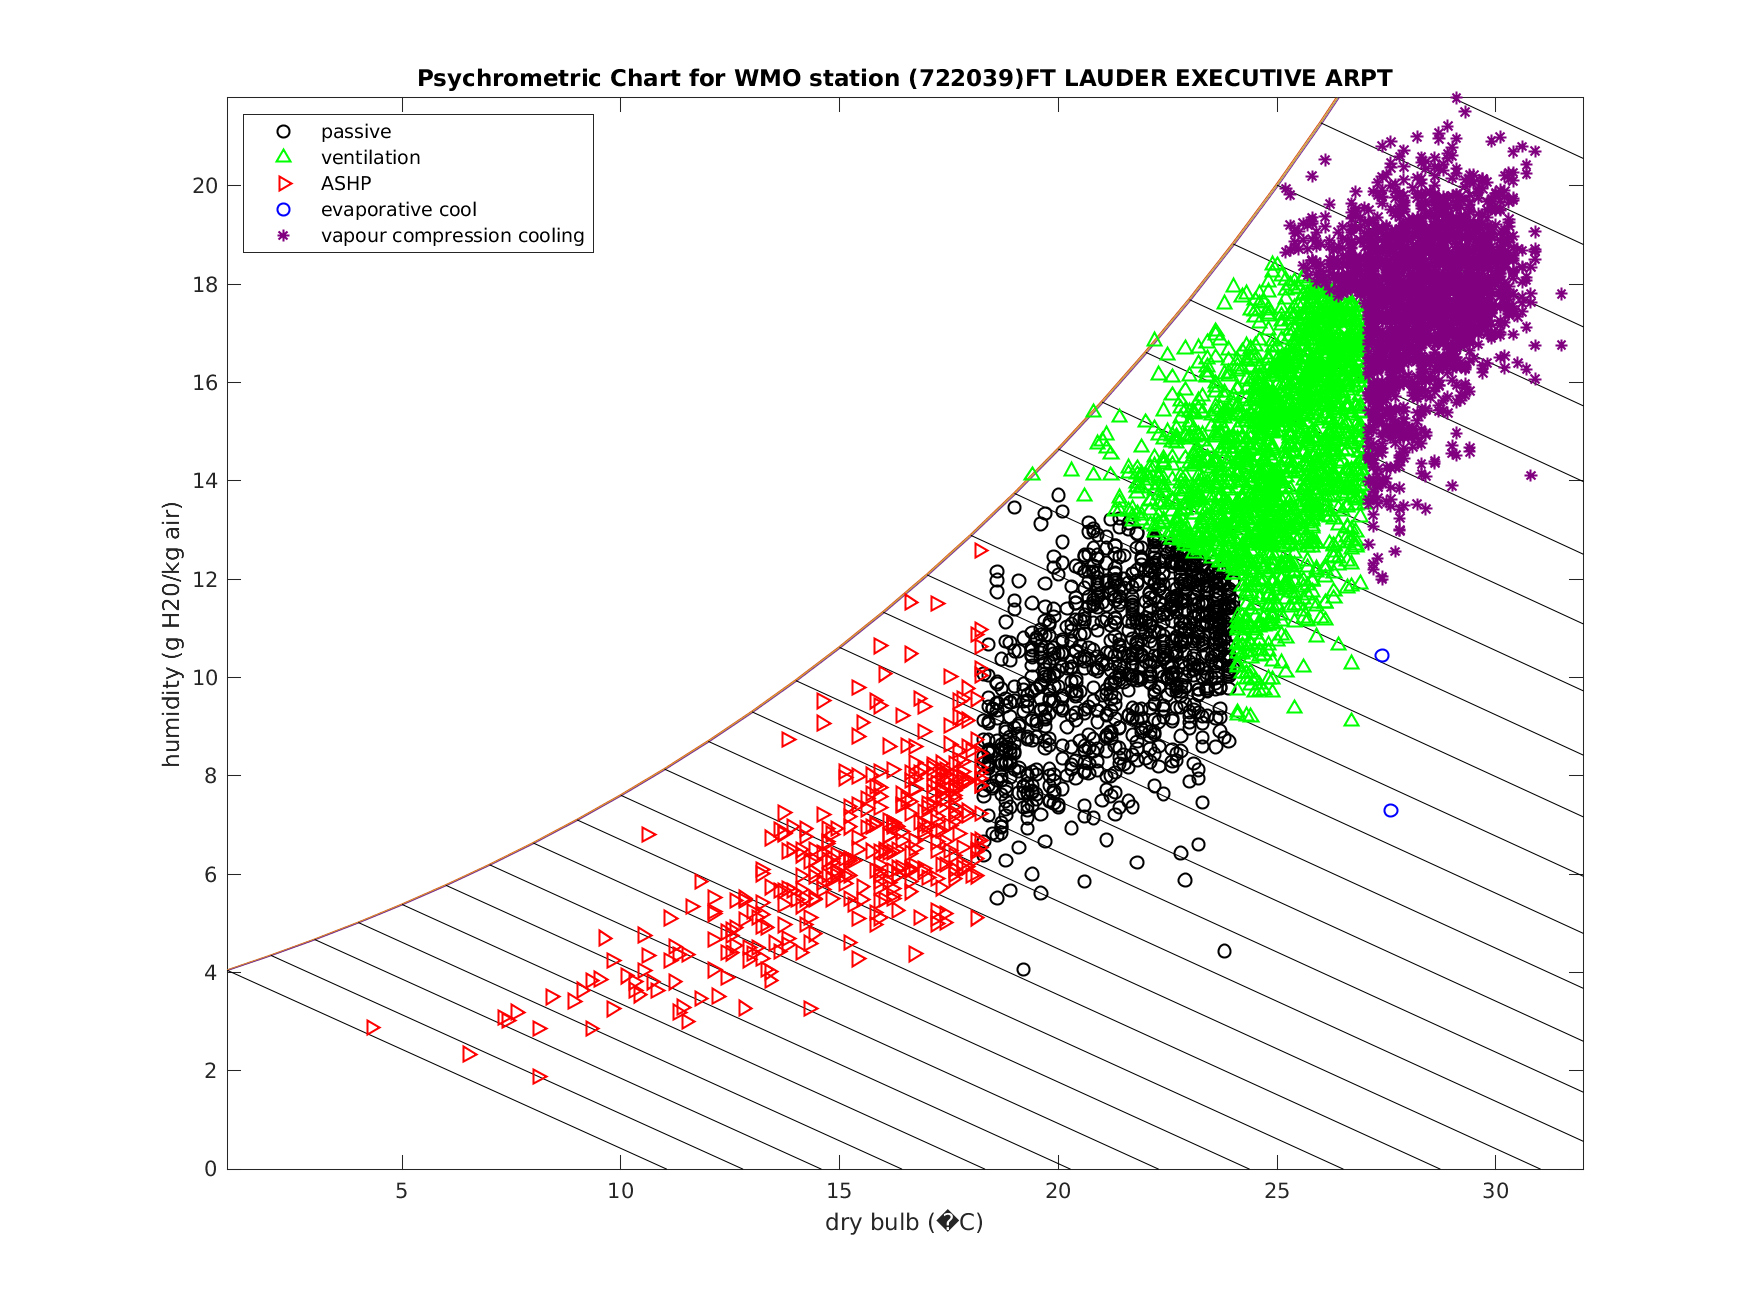 Psychrometric Chart for WMO station (722039)FT LAUDER EXECUTIVE ARPT
passive
ventilation
ASHP
evaporative cool
vapour compression cooling
humidity (g H20/kg air)
20
18
16
14
12
10
8
6
4
2
0
5 10 15 20 25 30
dry bulb (�C)